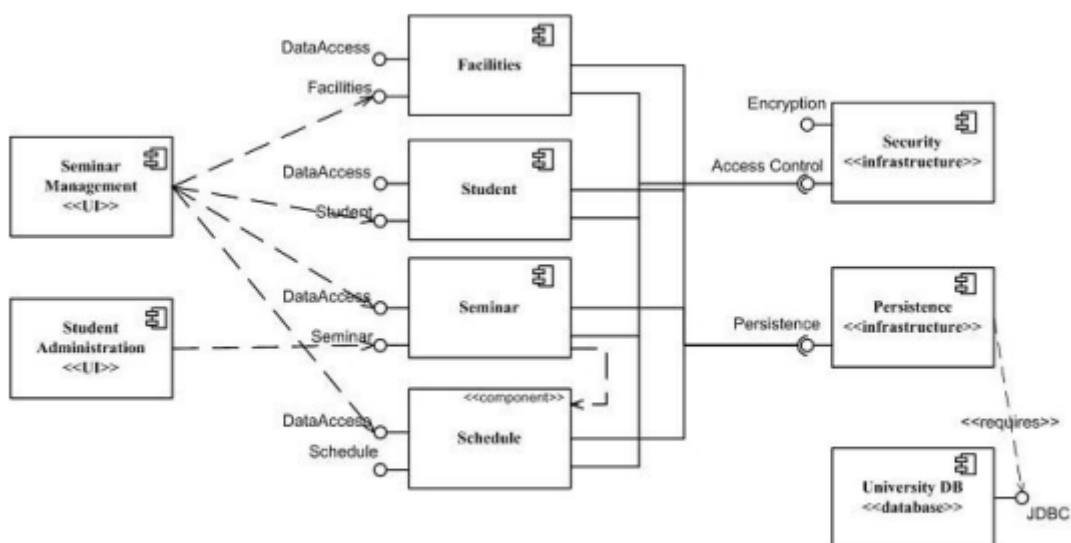 DataAccess
Facilities
Facilities
Encryption
Security
<<infrastructure>>
Access Control
Seminar
Management
<<UI>>
DataAccess
Student
Student
DataAccess
Seminar
Seminar
Student
Administration
<<UI>>
Persistence
Persistence
<<infrastructure>>
<<component>>
DataAccess
Schedule
Schedule
<<requires>>
University DB
<<database>>
JDBC